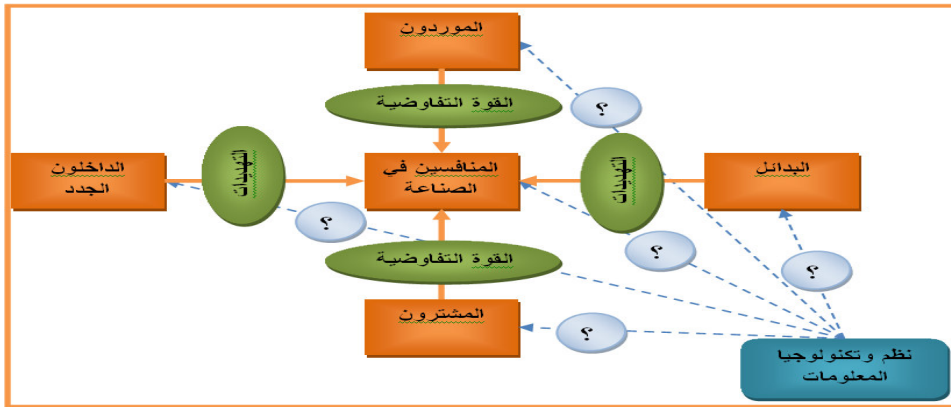 الموردون
القوة التفاوضية
؟
الداخلون
الجدد
التهديدات
المنافسين في
الصناعة
التهديدات
البدائل
؟
؟
؟
القوة التفاوضية
المشترون
؟
نظم وتكنولوجيا
المعلومات